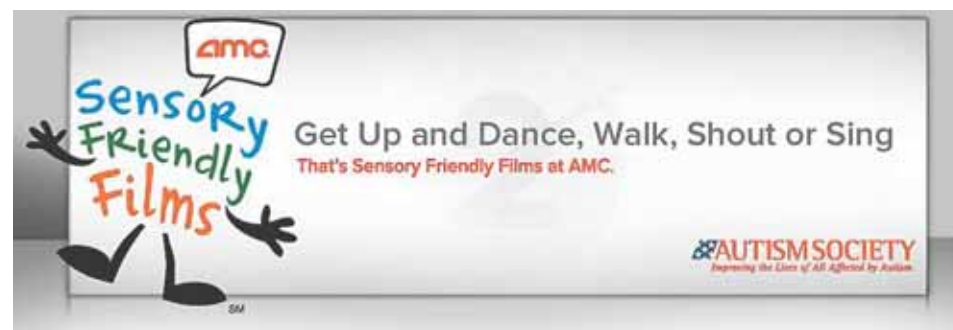 amc
Sensory
Friendly
Films
SM
Get Up and Dance, Walk, Shout or Sing
That's Sensory Friendly Films at AMC.
AUTISM SOCIETY
Improving the Lives of All Affected by Autism